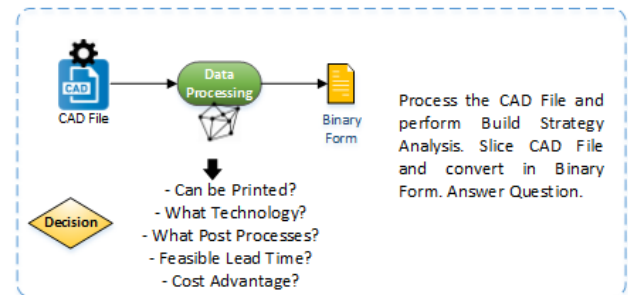 CAD
CAD File
Data
Processing
Binary
Form
Process the CAD File and
perform Build Strategy
Analysis. Slice CAD File
and convert in Binary
Form. Answer Question.
Decision
- Can be Printed?
- What Technology?
- What Post Processes?
- Feasible Lead Time?
- Cost Advantage?